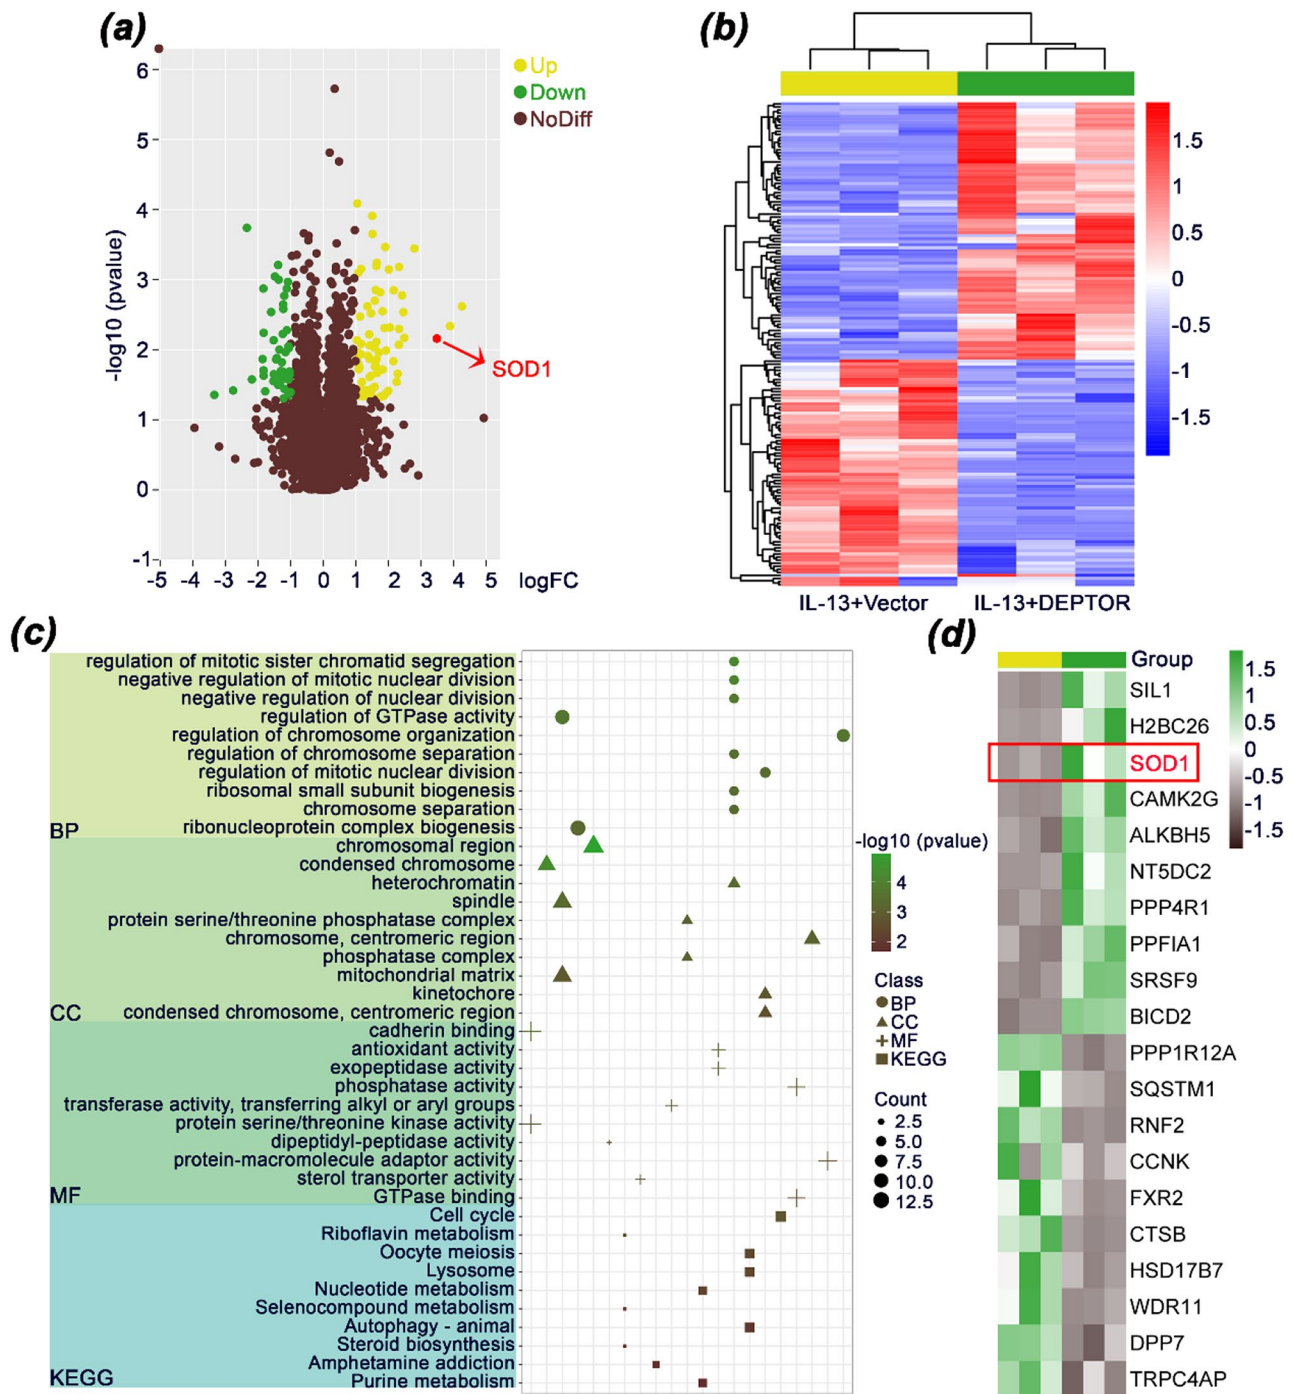 (a)
6
5
4
3
2
1
0
-1
-log10 (pvalue)
-5 -4 -3 -2 -1 0 1 2 3 4 5 logFC
Up
Down
NoDiff
SOD1
(b)
1.5
1
0.5
0
-0.5
-1
-1.5
IL-13+Vector IL-13+DEPTOR
(c)
regulation of mitotic sister chromatid segregation
negative regulation of mitotic nuclear division
negative regulation of nuclear division
regulation of GTPase activity
regulation of chromosome organization
regulation of chromosome separation
regulation of mitotic nuclear division
ribosomal small subunit biogenesis
chromosome separation
BP ribonucleoprotein complex biogenesis
chromosomal region
condensed chromosome
heterochromatin
spindle
protein serine/threonine phosphatase complex
chromosome, centromeric region
phosphatase complex
mitochondrial matrix
kinetochore
CC condensed chromosome, centromeric region
cadherin binding
antioxidant activity
exopeptidase activity
phosphatase activity
transferase activity, transferring alkyl or aryl groups
protein serine/threonine kinase activity
dipeptidyl-peptidase activity
protein-macromolecule adaptor activity
sterol transporter activity
MF GTPase binding
Cell cycle
Riboflavin metabolism
Oocyte meiosis
Lysosome
Nucleotide metabolism
Selenocompound metabolism
Autophagy - animal
Steroid biosynthesis
Amphetamine addiction
KEGG Purine metabolism
-log10 (pvalue)
4
3
2
Class
BP
CC
MF
KEGG
Count
2.5
5.0
7.5
10.0
12.5
(d)
Group
SIL1
H2BC26
SOD1
CAMK2G
ALKBH5
NT5DC2
PPP4R1
PPFIA1
SRSF9
BICD2
PPP1R12A
SQSTM1
RNF2
CCNK
FXR2
CTSB
HSD17B7
WDR11
DPP7
TRPC4AP
1.5
1
0.5
0
-0.5
-1
-1.5